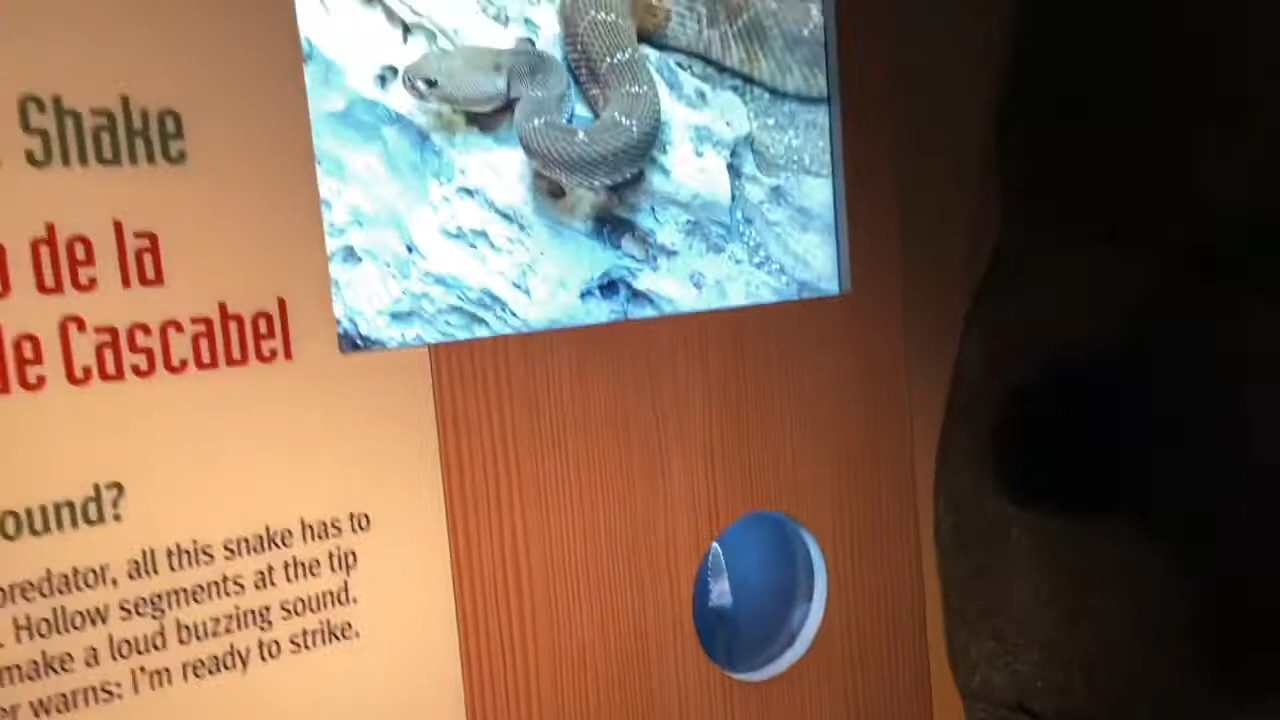 Shake
de la
de Cascabel
ound?
predator, all this snake has to
. Hollow segments at the tip
make a loud buzzing sound.
er warns: I'm ready to strike.